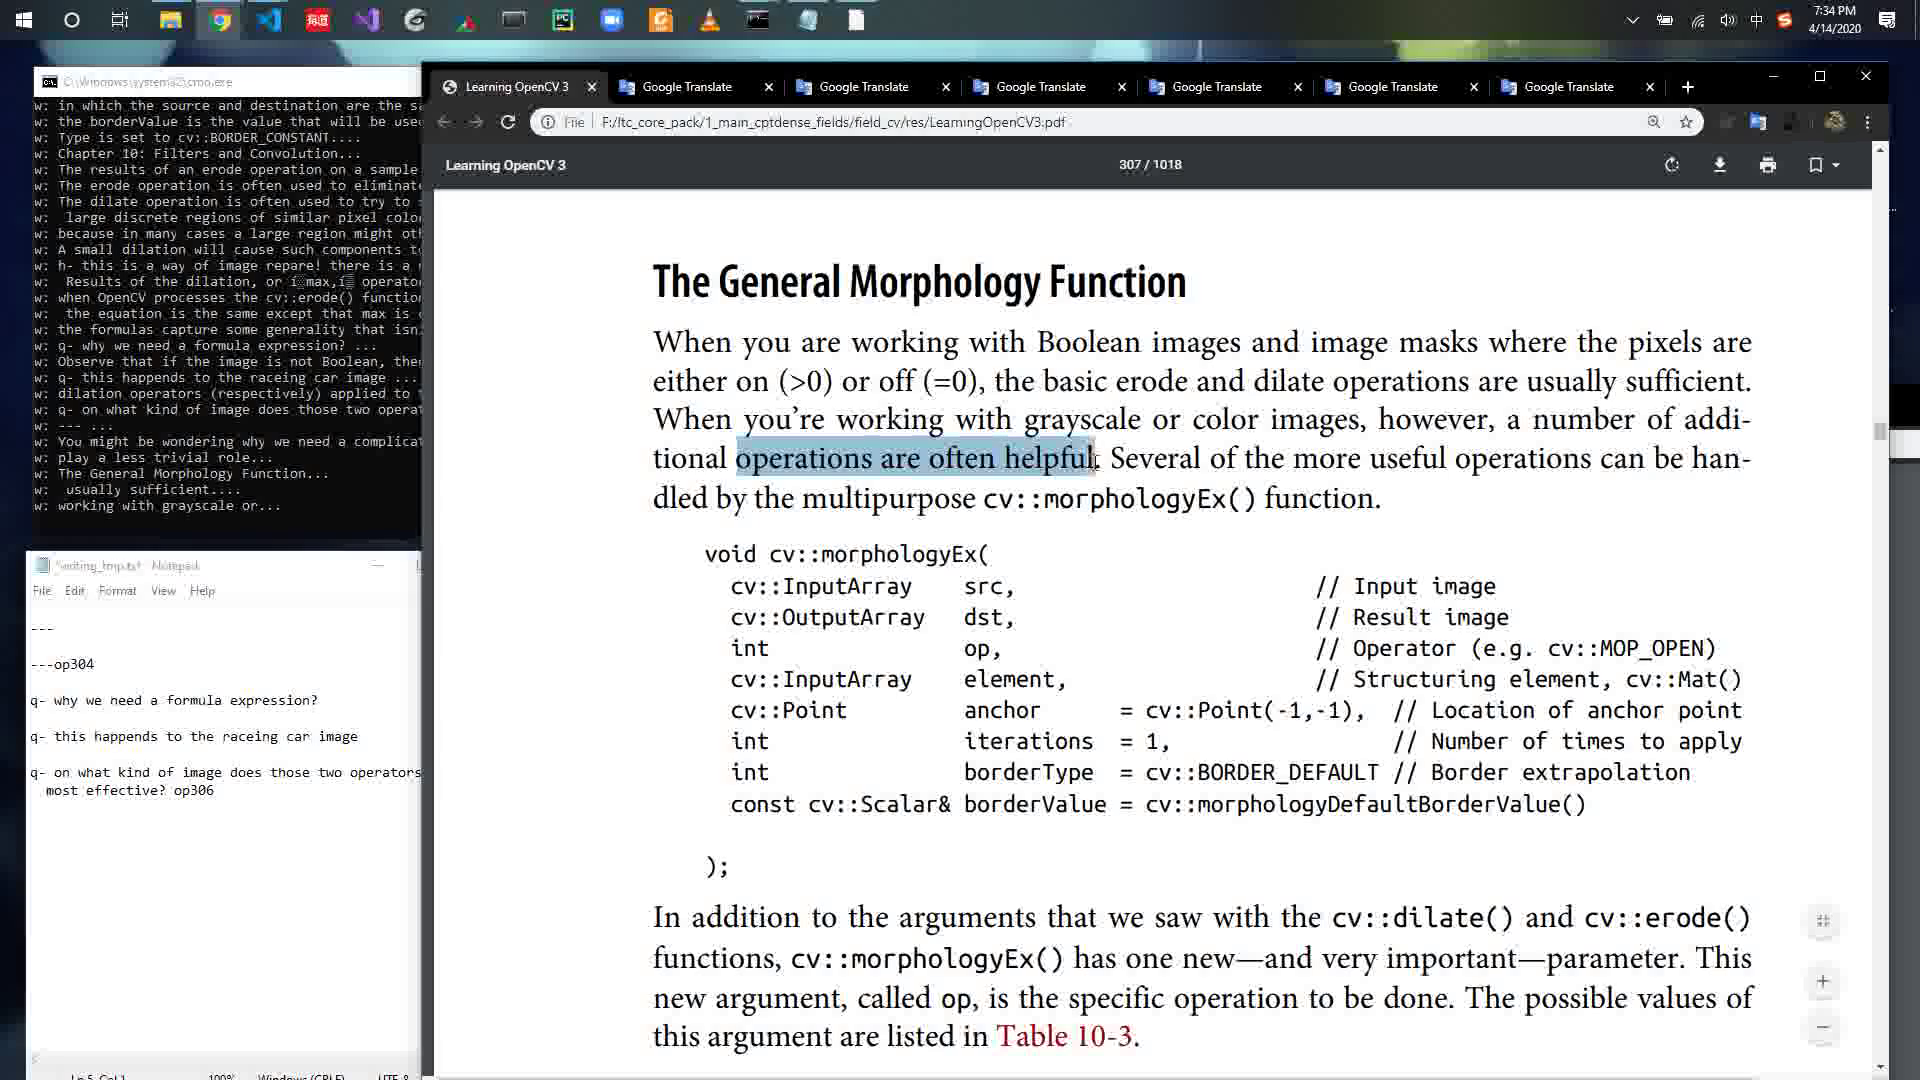 7:34 PM
中
4/14/2020
C:\Windows\system32\cmd.exe
w: in which the source and destination are the sa
w: the borderValue is the value that will be used
w: Type is set to cv::BORDER_CONSTANT....
w: Chapter 10: Filters and Convolution...
w: The results of an erode operation on a sample
w: The erode operation is often used to eliminate
w: The dilate operation is often used to try to
w:  large discrete regions of similar pixel colo
w: because in many cases a large region might oth
w: A small dilation will cause such components to
w: h- this is a way of image repare! there is a
w:  Results of the dilation, or max, operato
w: when OpenCV processes the cv::erode() function
w:  the equation is the same except that max is
w: the formulas capture some generality that isn
w: q- why we need a formula expression? ...
w: Observe that if the image is not Boolean, the
w: q- this happends to the raceing car image ...
w: dilation operators (respectively) applied to
w: q- on what kind of image does those two operat
w: --- ...
w: You might be wondering why we need a complicat
w: play a less trivial role...
w: The General Morphology Function...
w:  usually sufficient....
w: working with grayscale or...
Notepad
File Edit Format View Help
---
---op304
q- why we need a formula expression?
q- this happends to the raceing car image
q- on what kind of image does those two operators
most effective? op306
Ln 5, Col 1 100% Windows (CRLF) UTF-8
Learning OpenCV 3 Google Translate Google Translate Google Translate Google Translate Google Translate Google Translate
File F:/ltc_core_pack/1_main_cptdense_fields/field_cv/res/LearningOpenCV3.pdf
Learning OpenCV 3 307 / 1018
The General Morphology Function
When you are working with Boolean images and image masks where the pixels are
either on (>0) or off (=0), the basic erode and dilate operations are usually sufficient.
When you’re working with grayscale or color images, however, a number of addi-
tional operations are often helpful. Several of the more useful operations can be han-
dled by the multipurpose cv::morphologyEx() function.
void cv::morphologyEx(
cv::InputArray src, // Input image
cv::OutputArray dst, // Result image
int op, // Operator (e.g. cv::MOP_OPEN)
cv::InputArray element, // Structuring element, cv::Mat()
cv::Point anchor = cv::Point(-1,-1), // Location of anchor point
int iterations = 1, // Number of times to apply
int borderType = cv::BORDER_DEFAULT // Border extrapolation
const cv::Scalar& borderValue = cv::morphologyDefaultBorderValue()
);
In addition to the arguments that we saw with the cv::dilate() and cv::erode()
functions, cv::morphologyEx() has one new—and very important—parameter. This
new argument, called op, is the specific operation to be done. The possible values of
this argument are listed in Table 10-3.